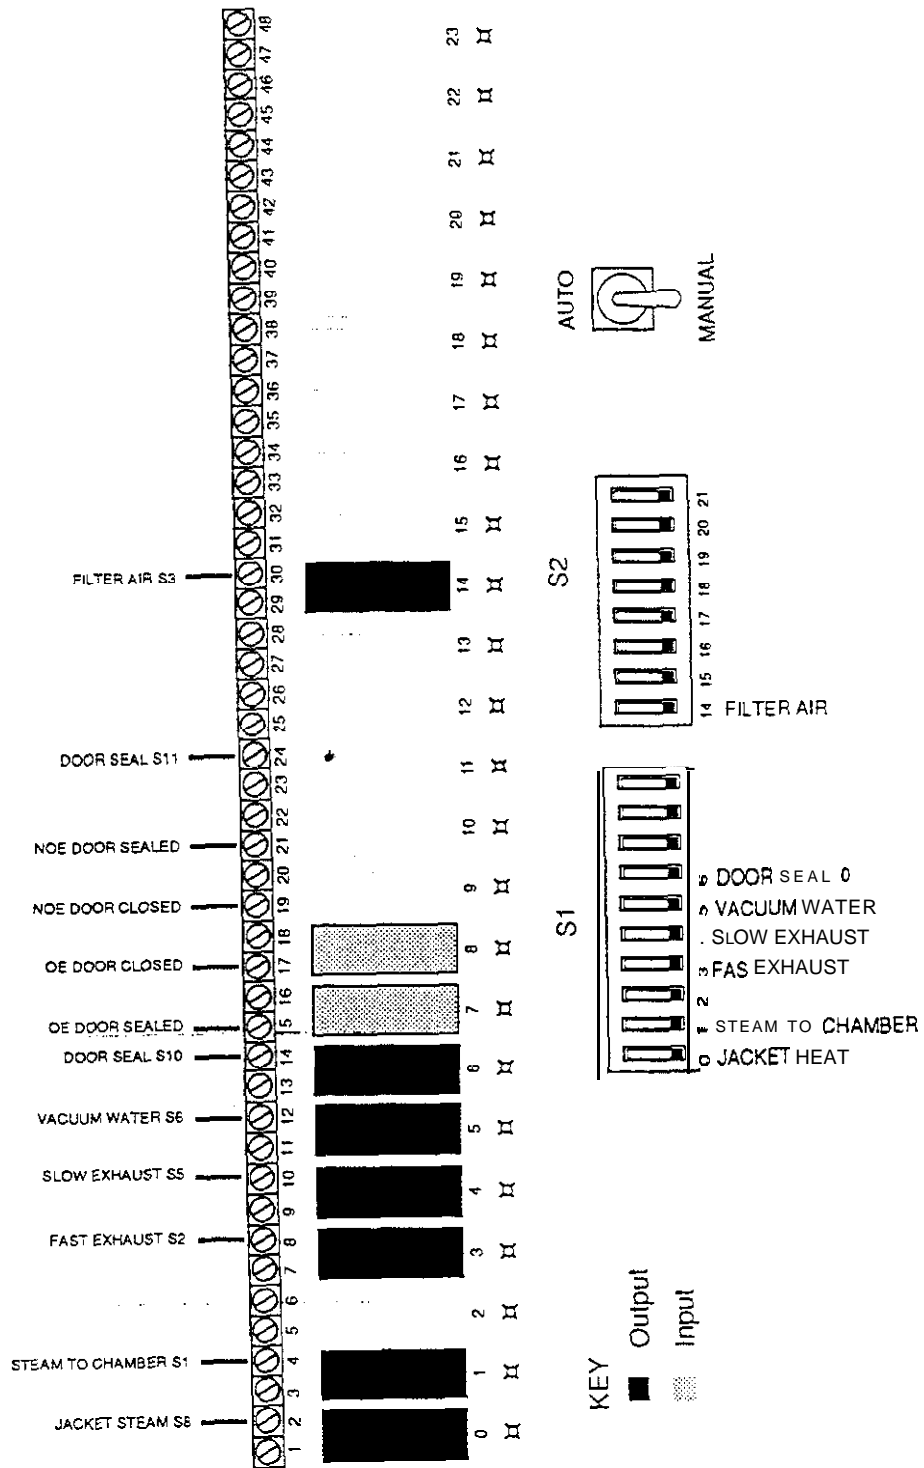 FILTER AIR S3
DOOR SEAL S11
NOE DOOR SEALED
NOE DOOR CLOSED
OE DOOR CLOSED
OE DOOR SEALED
DOOR SEAL S10
VACUUM WATER S6
SLOW EXHAUST S5
FAST EXHAUST S2
STEAM TO CHAMBER S1
JACKET STEAM S8
1 2 3 4 5 6 7 8 9 10 11 12 13 14 15 16 17 18 19 20 21 22 23 24 25 26 27 28 29 30 31 32 33 34 35 36 37 38 39 40 41 42 43 44 45 46 47 48
0 1 2 3 4 5 6 7 8 9 10 11 12 13 14 15 16 17 18 19 20 21 22 23
S1
DOOR SEAL 0
VACUUM WATER
. SLOW EXHAUST
3 FAS EXHAUST
2
STEAM TO CHAMBER
0 JACKET HEAT
S2
14 15 16 17 18 19 20 21
FILTER AIR
AUTO
MANUAL
KEY
Output
Input